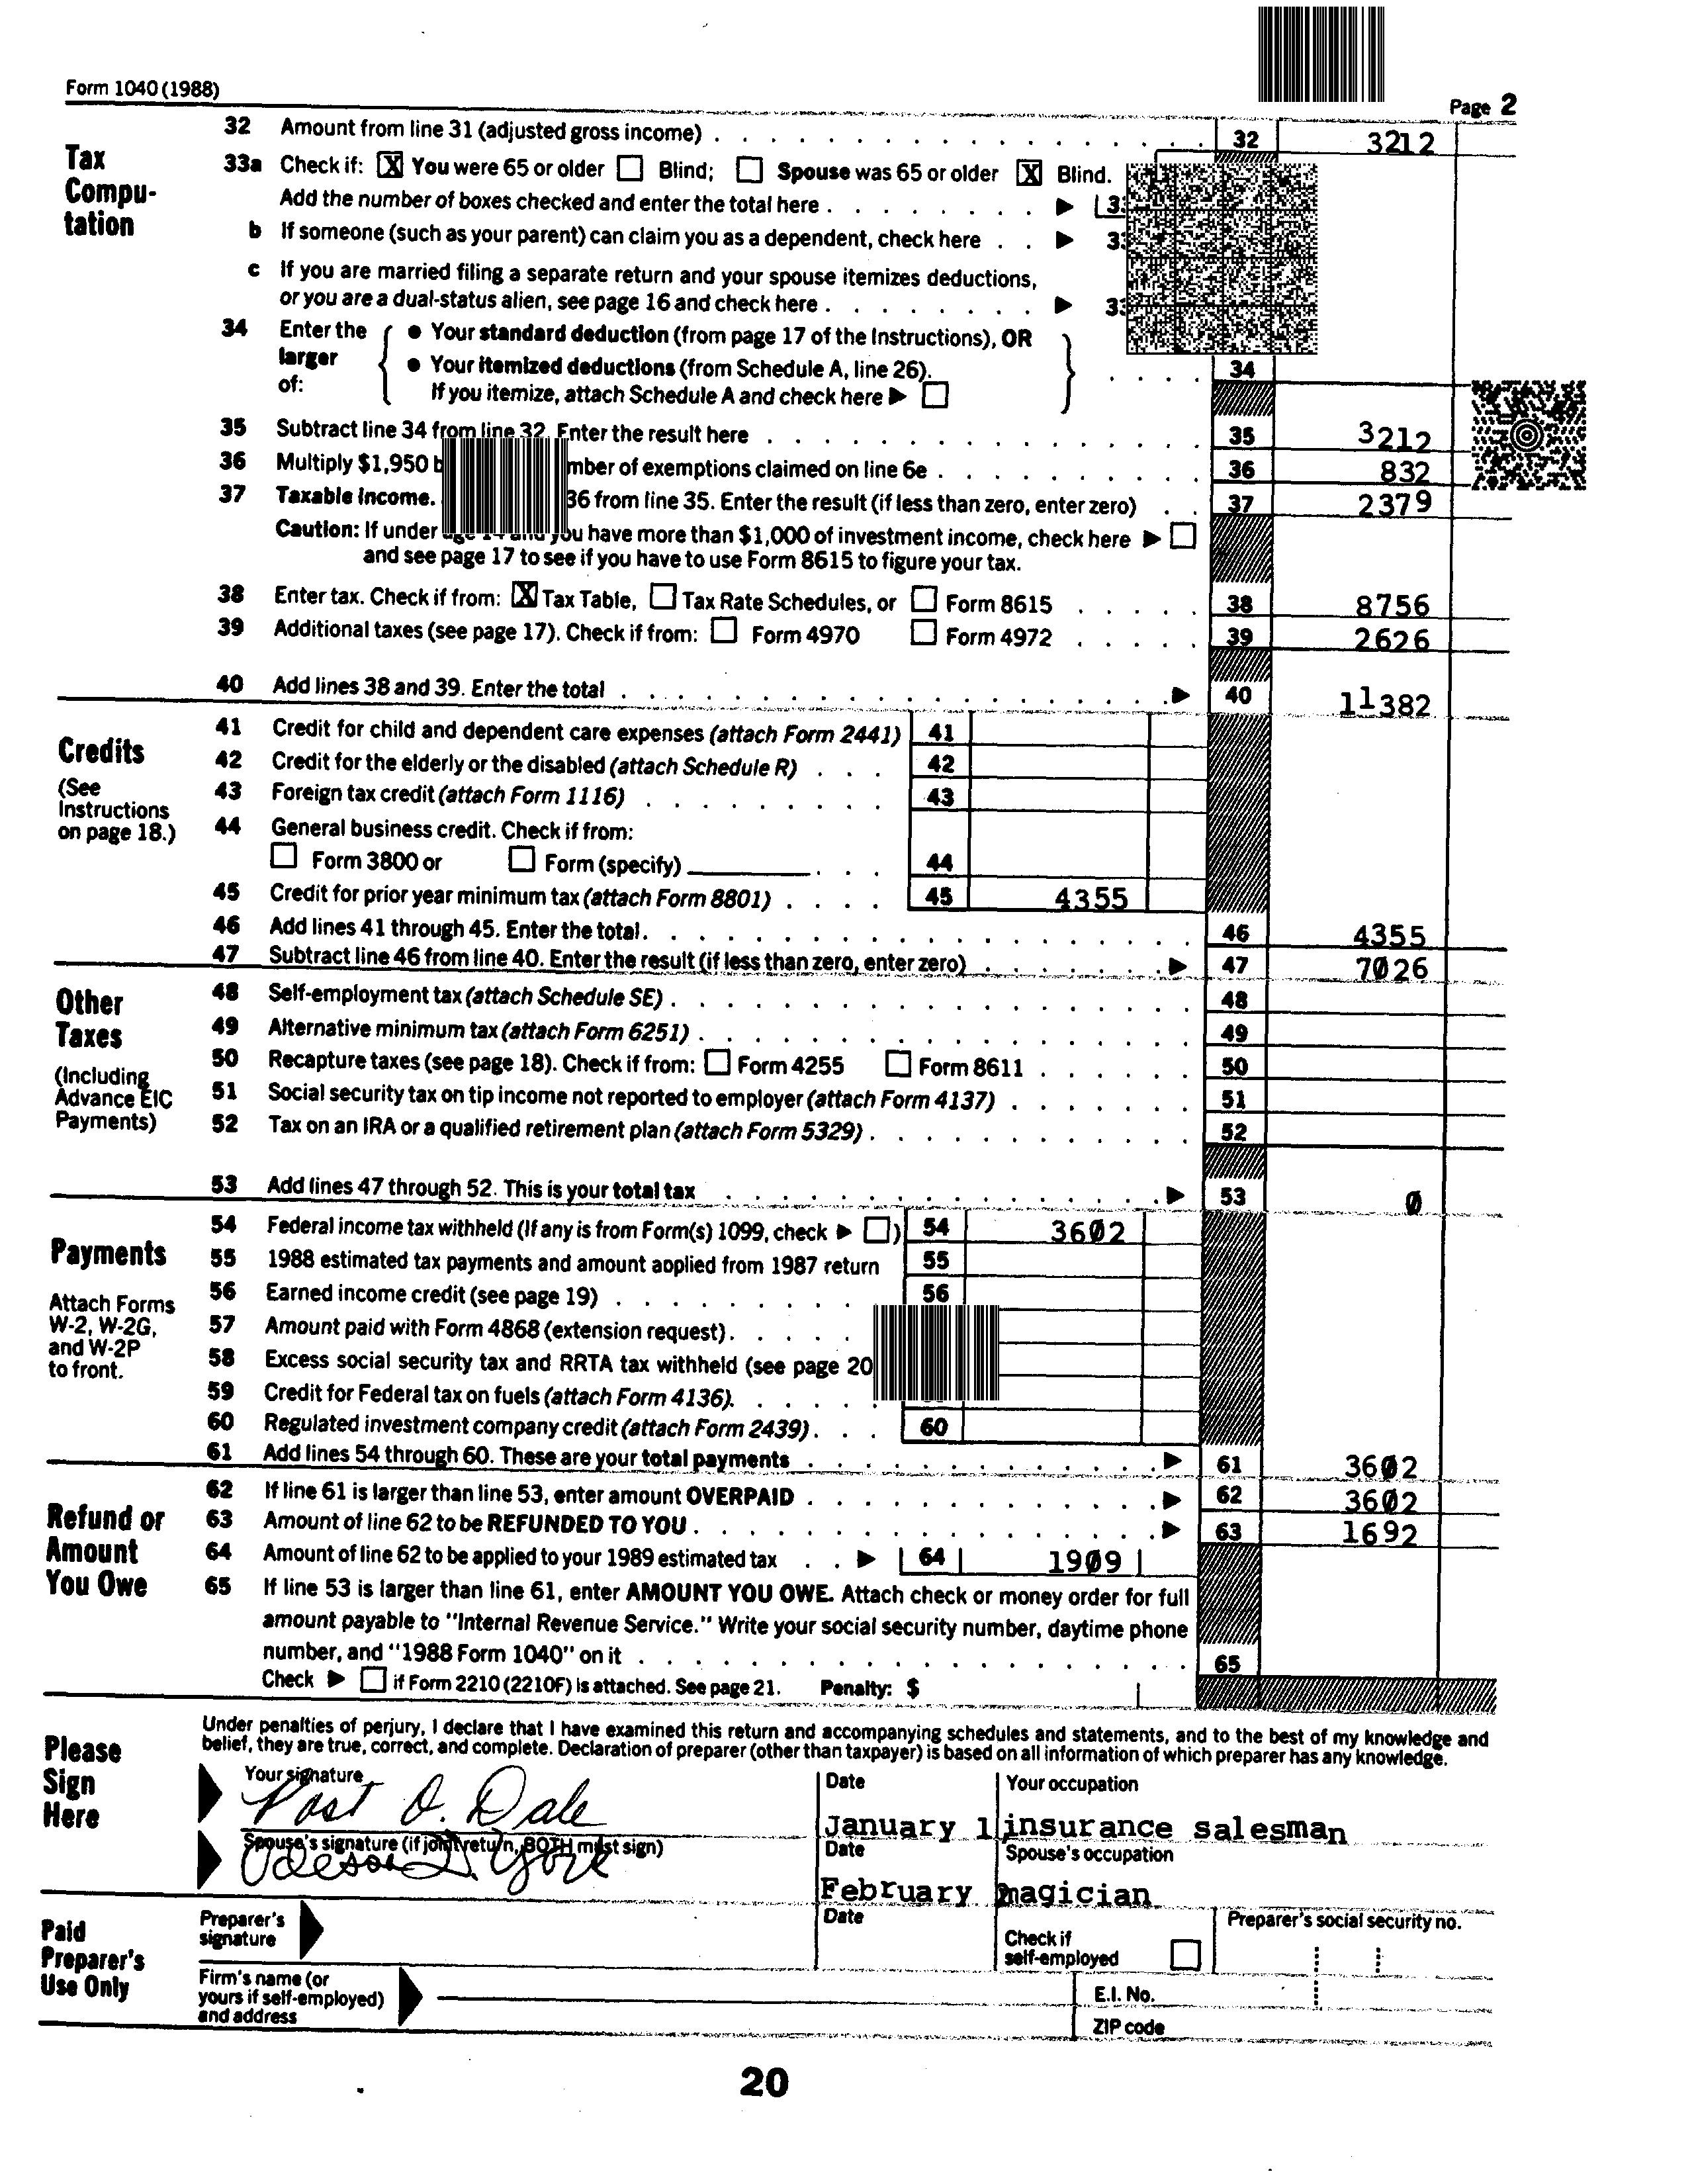 Form 1040 (1988)
Page 2
Tax Compu-tation
32 Amount from line 31 (adjusted gross income) 32 3212
33a Check if: X You were 65 or older Blind; Spouse was 65 or older X Blind.
Add the number of boxes checked and enter the total here
b If someone (such as your parent) can claim you as a dependent, check here
c If you are married filing a separate return and your spouse itemizes deductions,
or you are a dual-status alien, see page 16 and check here
34 Enter the larger of:
● Your standard deduction (from page 17 of the Instructions), OR
● Your itemized deductions (from Schedule A, line 26).
If you itemize, attach Schedule A and check here ▶
34
35 Subtract line 34 from line 32. Enter the result here 35 3212
36 Multiply $1,950 of exemptions claimed on line 6e 36 832
37 Taxable income. 36 from line 35. Enter the result (if less than zero, enter zero) 37 2379
Caution: If under you have more than $1,000 of investment income, check here ▶
and see page 17 to see if you have to use Form 8615 to figure your tax.
38 Enter tax. Check if from: X Tax Table, Tax Rate Schedules, or Form 8615 38 8756
39 Additional taxes (see page 17). Check if from: Form 4970 Form 4972 39 2626
40 Add lines 38 and 39. Enter the total ▶ 40 11382
Credits
(See Instructions on page 18.)
41 Credit for child and dependent care expenses (attach Form 2441) 41
42 Credit for the elderly or the disabled (attach Schedule R) 42
43 Foreign tax credit (attach Form 1116) 43
44 General business credit. Check if from:
Form 3800 or Form (specify) 44
45 Credit for prior year minimum tax (attach Form 8801) 45 4355
46 Add lines 41 through 45. Enter the total 46 4355
47 Subtract line 46 from line 40. Enter the result (if less than zero, enter zero) ▶ 47 7026
Other Taxes
(Including Advance EIC Payments)
48 Self-employment tax (attach Schedule SE) 48
49 Alternative minimum tax (attach Form 6251) 49
50 Recapture taxes (see page 18). Check if from: Form 4255 Form 8611 50
51 Social security tax on tip income not reported to employer (attach Form 4137) 51
52 Tax on an IRA or a qualified retirement plan (attach Form 5329) 52
53 Add lines 47 through 52. This is your total tax ▶ 53 0
Payments
Attach Forms W-2, W-2G, and W-2P to front.
54 Federal income tax withheld (If any is from Form(s) 1099, check ▶ ) 54 3602
55 1988 estimated tax payments and amount applied from 1987 return 55
56 Earned income credit (see page 19) 56
57 Amount paid with Form 4868 (extension request)
58 Excess social security tax and RRTA tax withheld (see page 20
59 Credit for Federal tax on fuels (attach Form 4136)
60 Regulated investment company credit (attach Form 2439) 60
61 Add lines 54 through 60. These are your total payments ▶ 61 3602
Refund or Amount You Owe
62 If line 61 is larger than line 53, enter amount OVERPAID ▶ 62 3602
63 Amount of line 62 to be REFUNDED TO YOU ▶ 63 1692
64 Amount of line 62 to be applied to your 1989 estimated tax ▶ 64 1909
65 If line 53 is larger than line 61, enter AMOUNT YOU OWE. Attach check or money order for full
amount payable to "Internal Revenue Service." Write your social security number, daytime phone
number, and "1988 Form 1040" on it 65
Check ▶ if Form 2210 (2210F) is attached. See page 21. Penalty: $
Please Sign Here
Under penalties of perjury, I declare that I have examined this return and accompanying schedules and statements, and to the best of my knowledge and
belief, they are true, correct, and complete. Declaration of preparer (other than taxpayer) is based on all information of which preparer has any knowledge.
Your signature Date Your occupation
Post O. Dale January 1 insurance salesman
Spouse's signature (if joint return, BOTH must sign) Date Spouse's occupation
February magician
Paid Preparer's Use Only
Preparer's signature Date Check if self-employed Preparer's social security no.
Firm's name (or yours if self-employed) and address E.I. No.
ZIP code
20